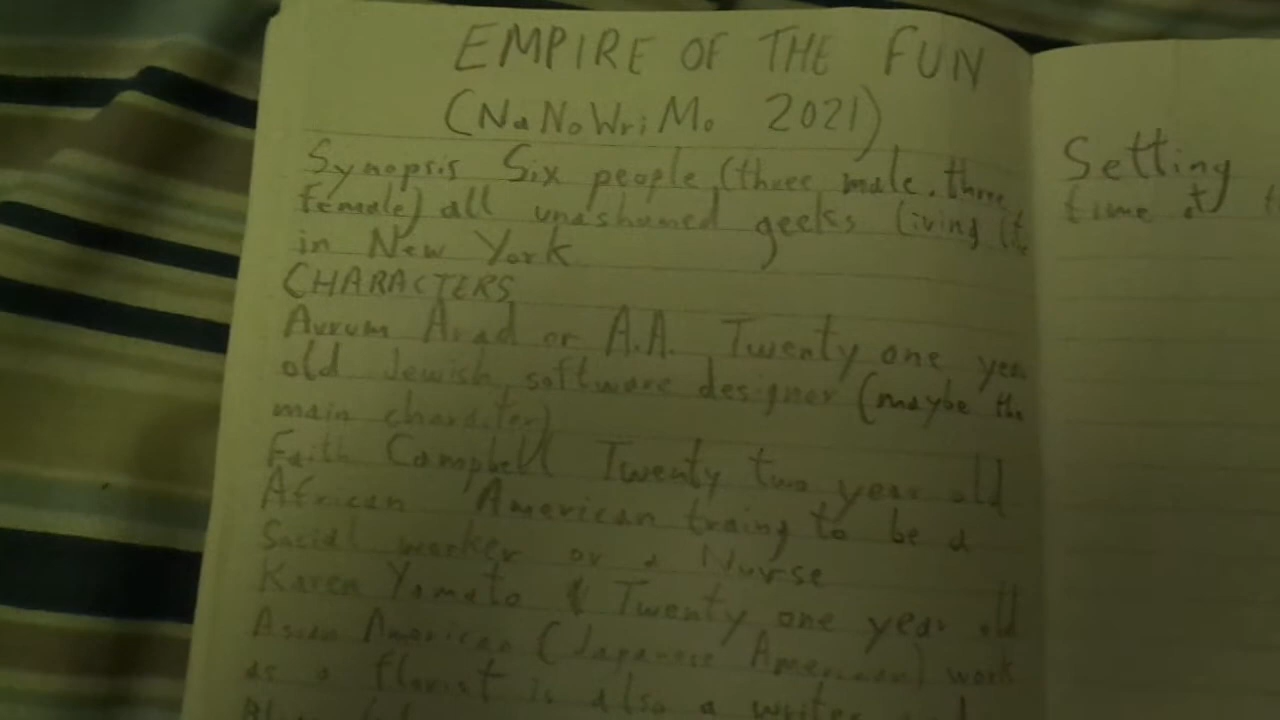 EMPIRE OF THE FUN
(NaNoWriMo 2021)
Synopsis Six people, (three male, three
female) all unashamed geeks living
in New York
CHARACTERS
Avrum Arad or A.A. Twenty one year
old Jewish software designer (maybe the
main character)
Faith Campbell Twenty two year old
African American traing to be a
Social worker or a Nurse
Karen Yamato & Twenty one year old
Asian American (Japanese American) work
as a florist is also a writer
Setting
time